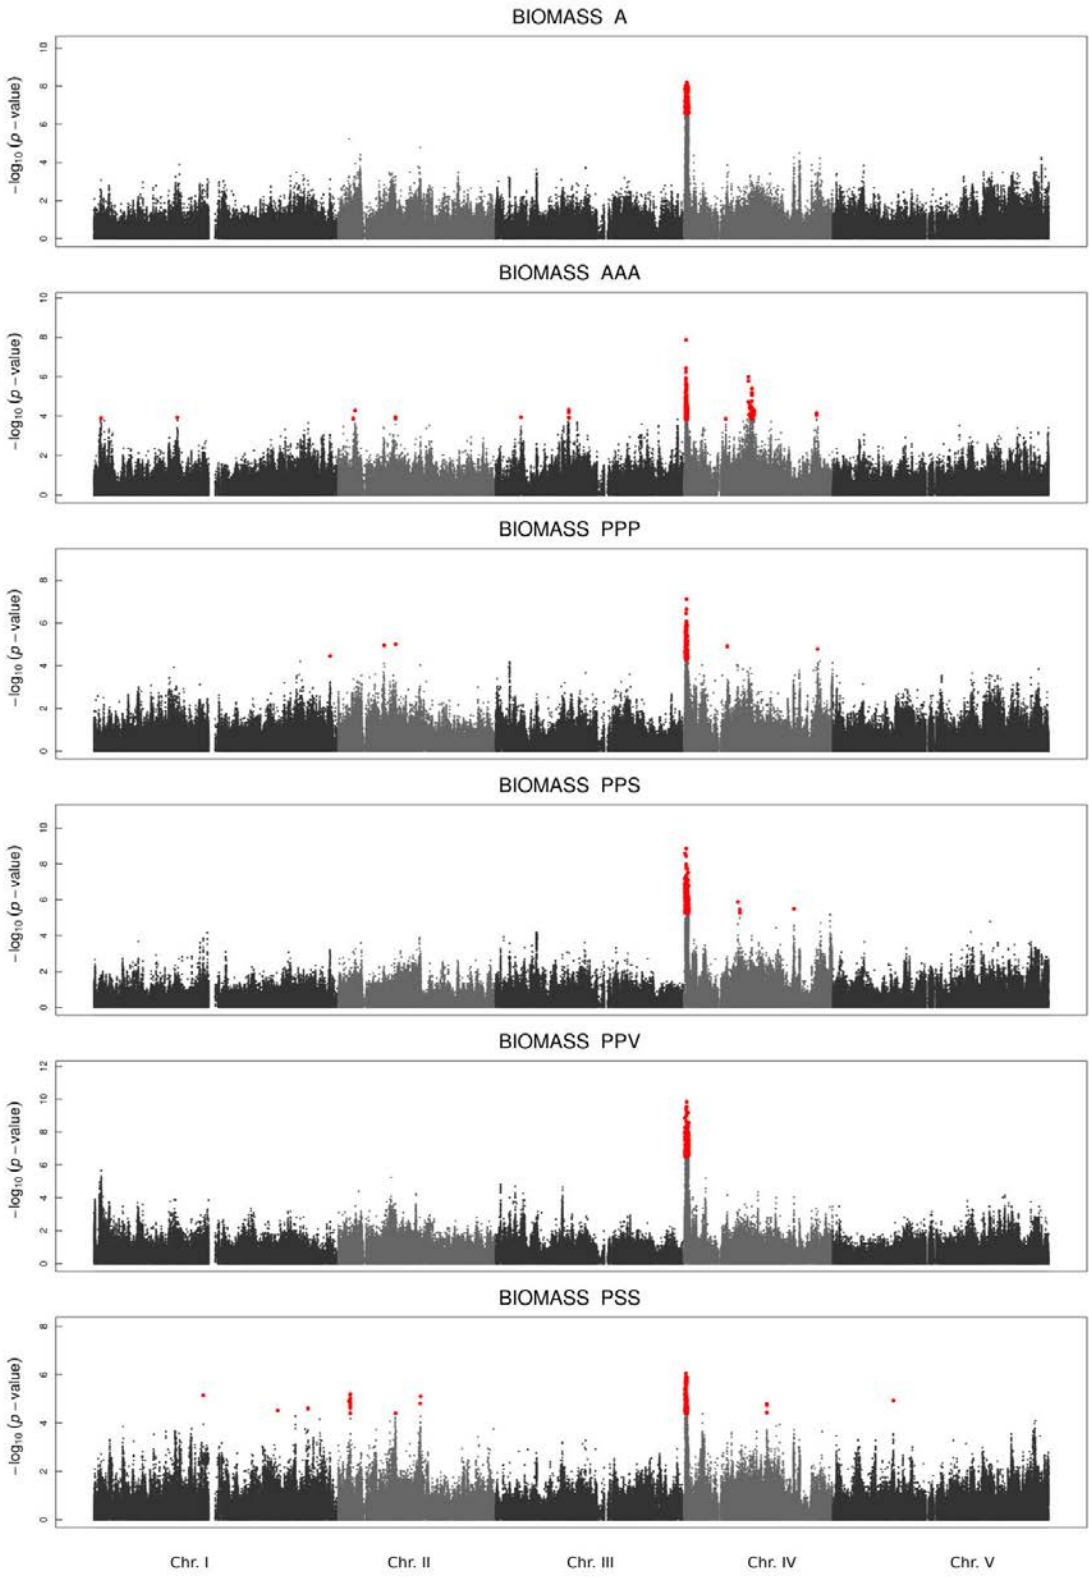 BIOMASS A
−log10 (p − value)
0 2 4 6 8 10
BIOMASS AAA
−log10 (p − value)
0 2 4 6 8 10
BIOMASS PPP
−log10 (p − value)
0 2 4 6 8
BIOMASS PPS
−log10 (p − value)
0 2 4 6 8 10
BIOMASS PPV
−log10 (p − value)
0 2 4 6 8 10 12
BIOMASS PSS
−log10 (p − value)
0 2 4 6 8
Chr. I Chr. II Chr. III Chr. IV Chr. V